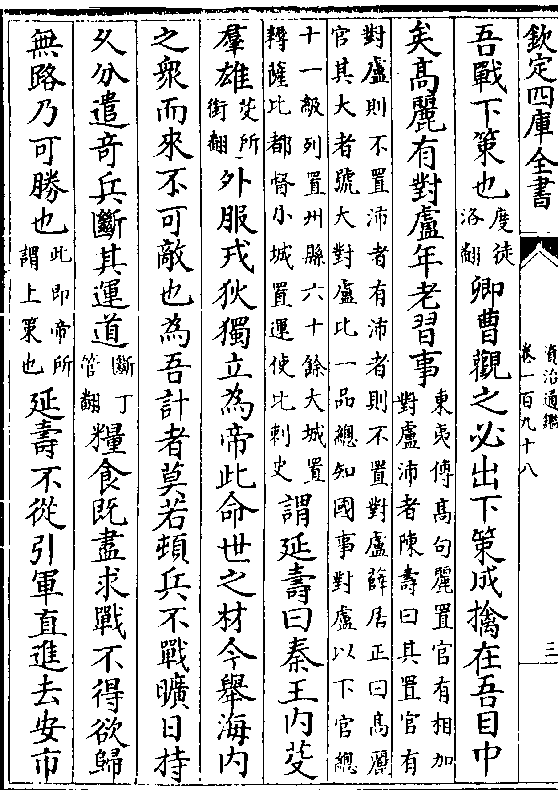 欽定四庫全書
資治通鑑
卷一百九十八
三
吾戰下策也度徒洛翻卿曹觀之必出下策成擒在吾目中
矣高麗有對盧年老習事東夷傳高句麗置官有相加對盧沛者陳壽曰其置官有
對盧則不置沛者有沛者則不置對盧薛居正曰高麗官其大者號大對盧比一品總知國事對盧以下官總
十一級列置州縣六十餘大城置耨薩比都督小城置運使比刺史謂延壽曰秦王內芟
羣雄芟所銜翻外服戎狄獨立為帝此命世之材今舉海內
之衆而來不可敵也為吾計者莫若頓兵不戰曠日持
久分遣奇兵斷其運道斷丁管翻糧食既盡求戰不得欲歸
無路乃可勝也此即帝所謂上策也延壽不從引軍直進去安市